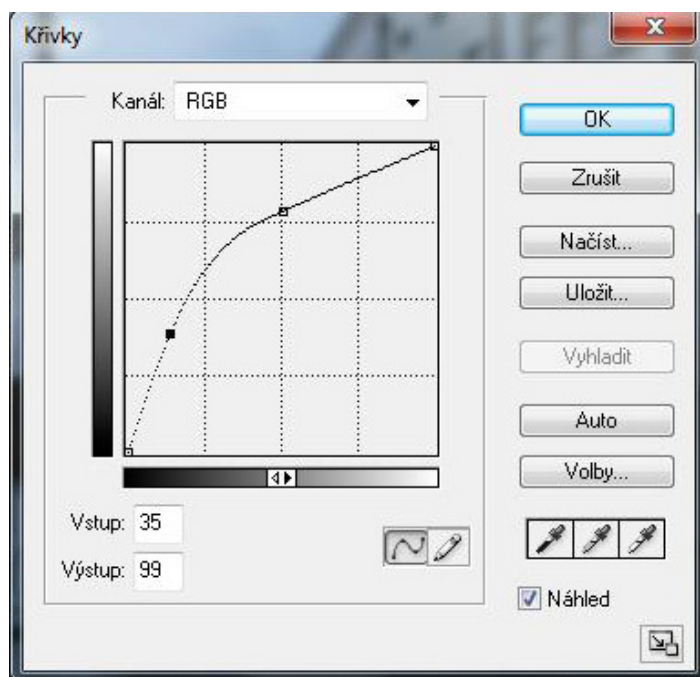 Křivky
Kanál: RGB
Vstup: 35
Výstup: 99
OK
Zrušit
Načíst...
Uložit...
Vyhladit
Auto
Volby...
Náhled